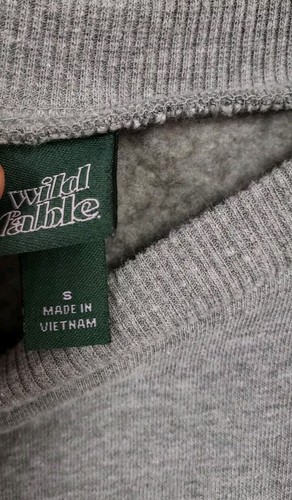 wild
fable.
S
MADE IN
VIETNAM